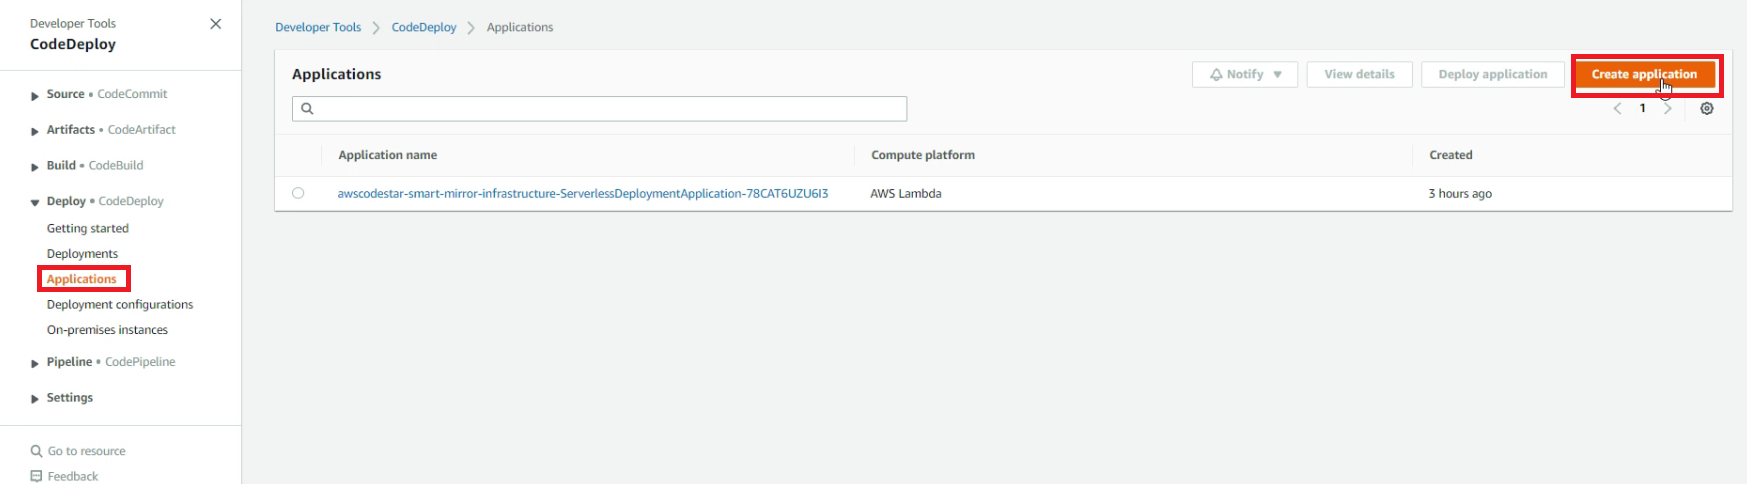 Developer Tools
CodeDeploy
Source • CodeCommit
Artifacts • CodeArtifact
Build • CodeBuild
Deploy • CodeDeploy
Getting started
Deployments
Applications
Deployment configurations
On-premises instances
Pipeline • CodePipeline
Settings
Go to resource
Feedback
Developer Tools > CodeDeploy > Applications
Applications
Notify View details Deploy application Create application
1
Application name Compute platform Created
awscodestar-smart-mirror-infrastructure-ServerlessDeploymentApplication-78CAT6UZU6I3 AWS Lambda 3 hours ago